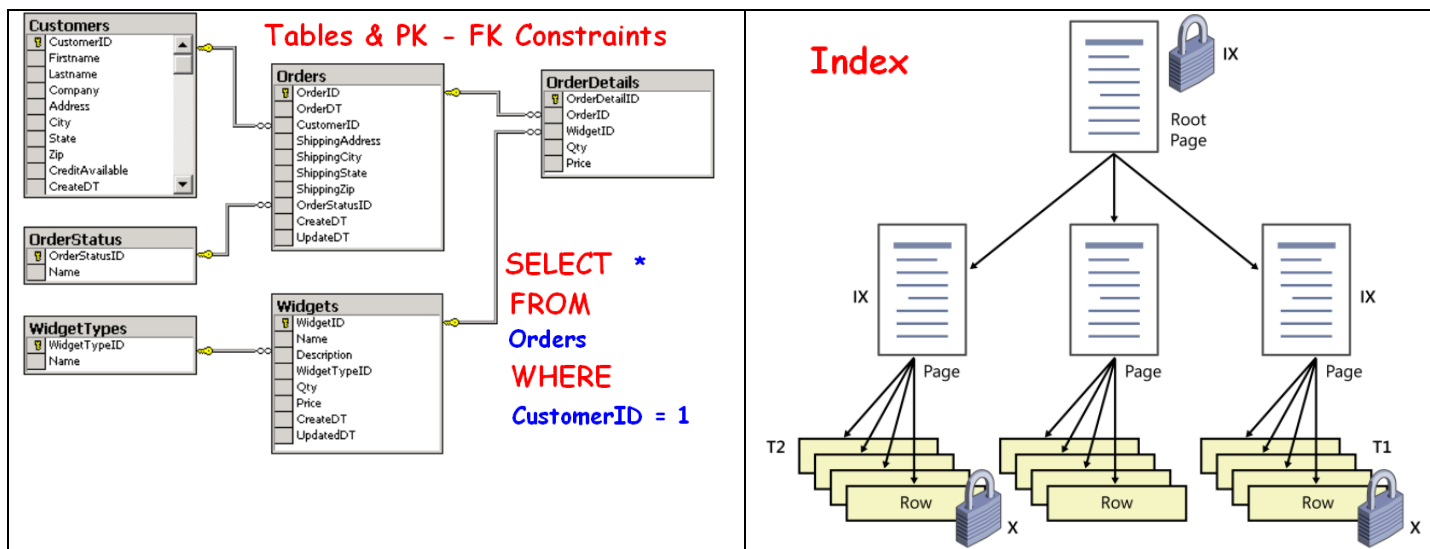 Tables & PK - FK Constraints
Customers
CustomerID
Firstname
Lastname
Company
Address
City
State
Zip
CreditAvailable
CreateDT
OrderStatus
OrderStatusID
Name
WidgetTypes
WidgetTypeID
Name
Orders
OrderID
OrderDT
CustomerID
ShippingAddress
ShippingCity
ShippingState
ShippingZip
OrderStatusID
CreateDT
UpdateDT
Widgets
WidgetID
Name
Description
WidgetTypeID
Qty
Price
CreateDT
UpdatedDT
OrderDetails
OrderDetailID
OrderID
WidgetID
Qty
Price
SELECT *
FROM
Orders
WHERE
CustomerID = 1
Index
IX
Root
Page
IX
IX
Page
Page
Page
T2
T1
Row
Row
Row
X
X